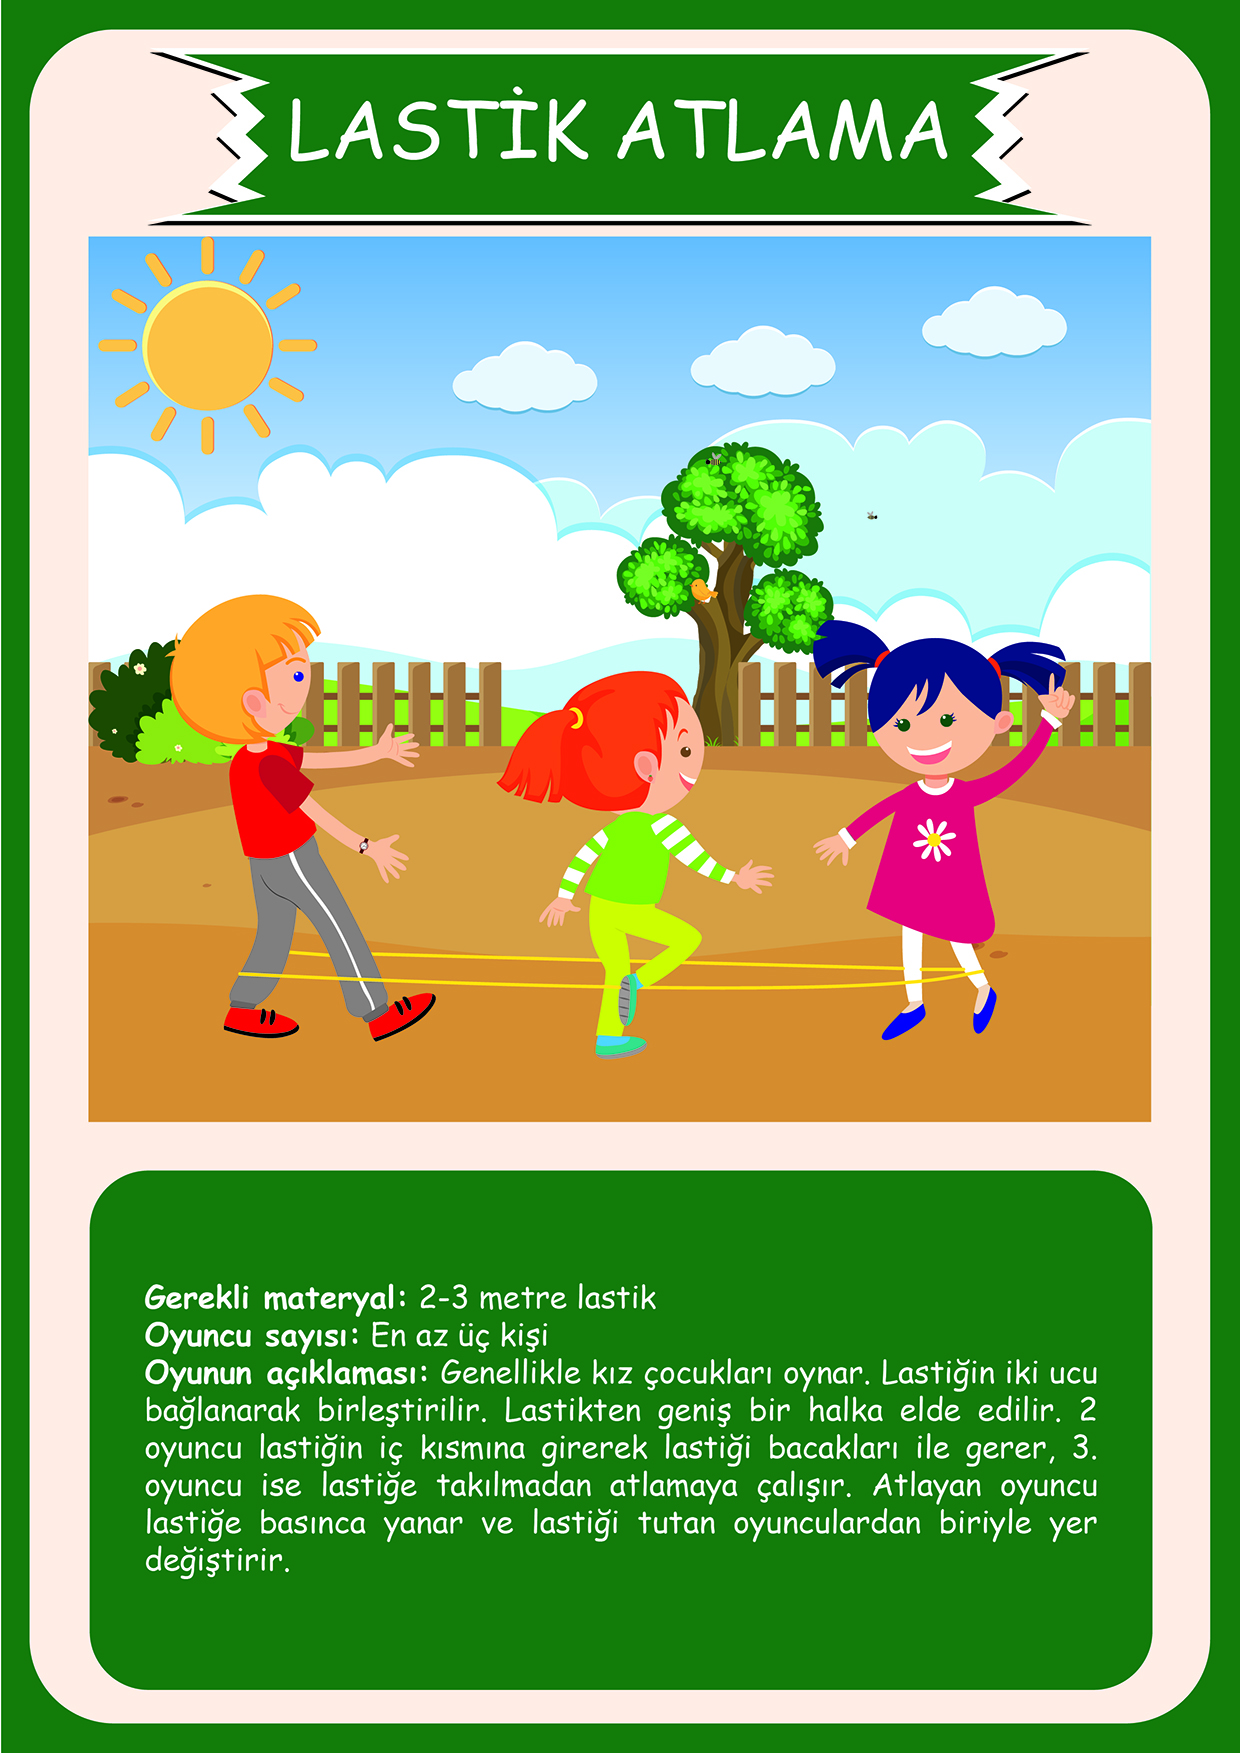 LASTİK ATLAMA
Gerekli materyal: 2-3 metre lastik
Oyuncu sayısı: En az üç kişi
Oyunun açıklaması: Genellikle kız çocukları oynar. Lastiğin iki ucu
bağlanarak birleştirilir. Lastikten geniş bir halka elde edilir. 2
oyuncu lastiğin iç kısmına girerek lastiği bacakları ile gerer, 3.
oyuncu ise lastiğe takılmadan atlamaya çalışır. Atlayan oyuncu
lastiğe basınca yanar ve lastiği tutan oyunculardan biriyle yer
değiştirir.